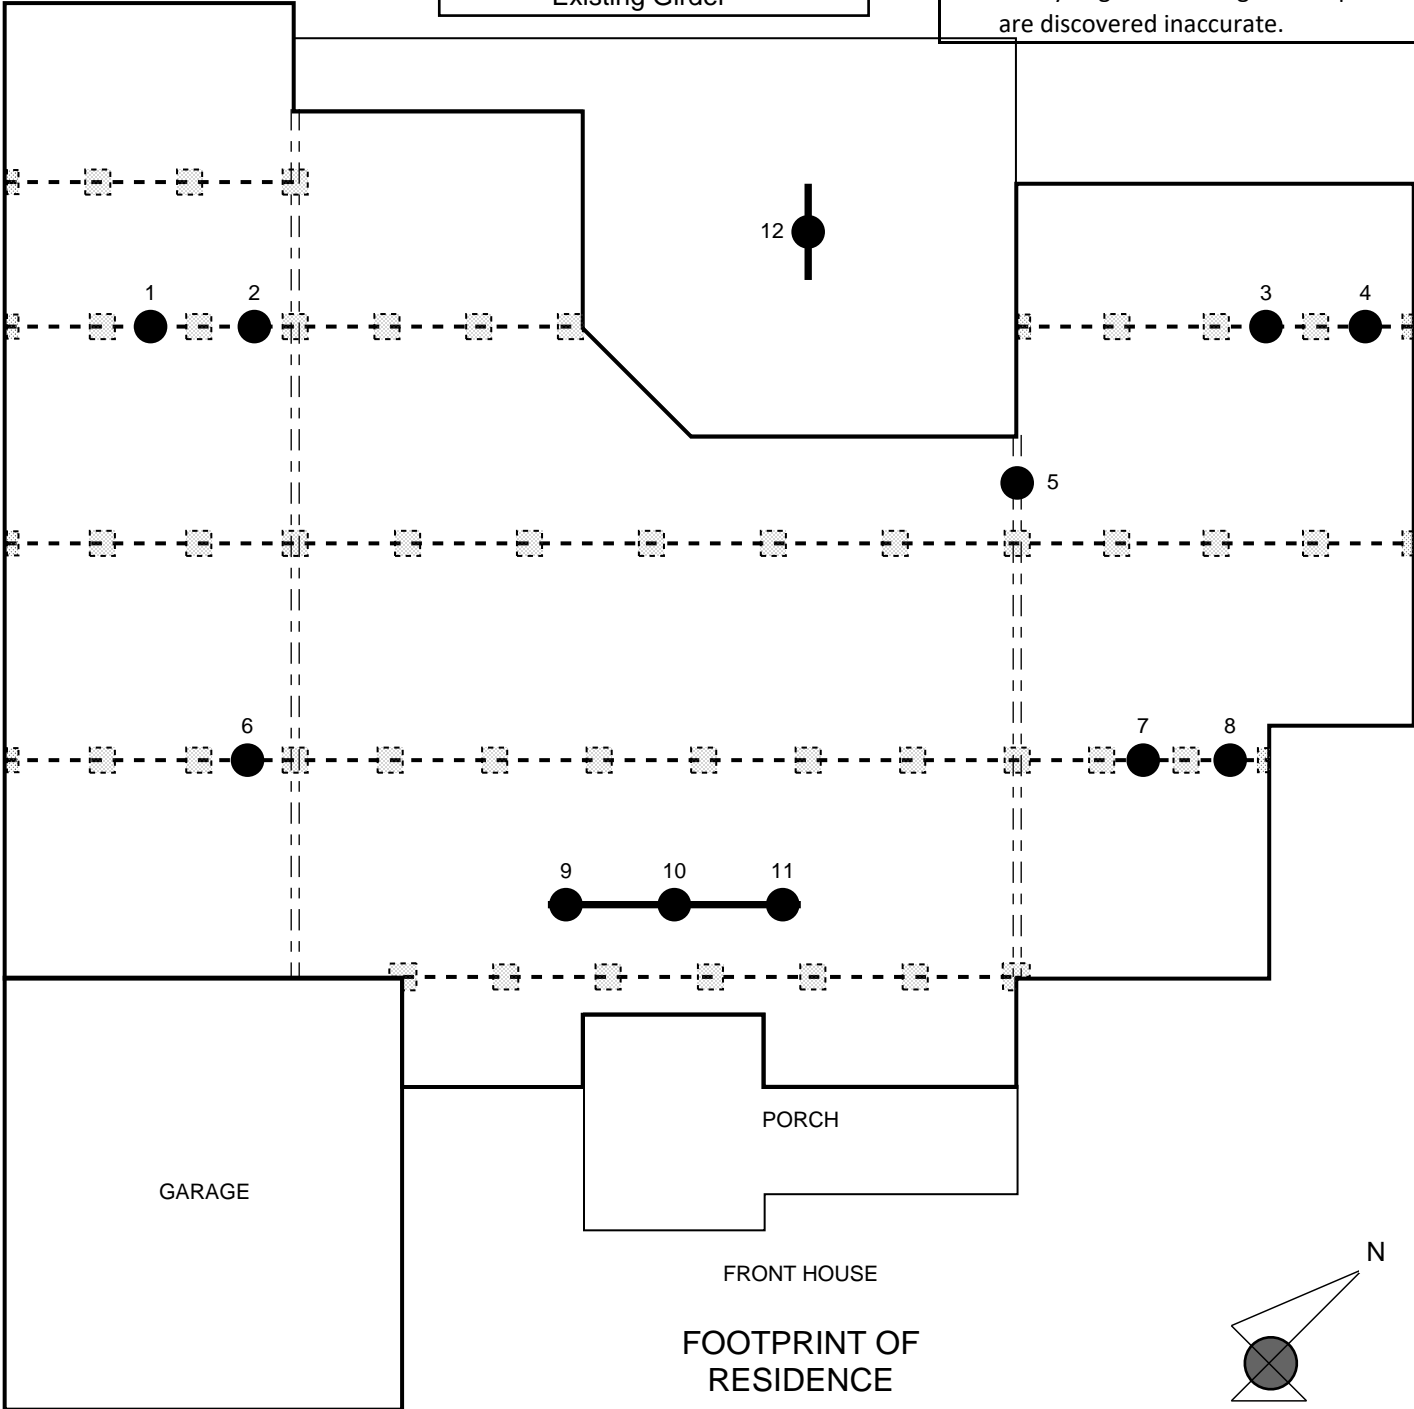 Existing Girder
are discovered inaccurate.
12
1
2
3
4
5
6
7
8
9
10
11
PORCH
GARAGE
FRONT HOUSE
N
FOOTPRINT OF
RESIDENCE